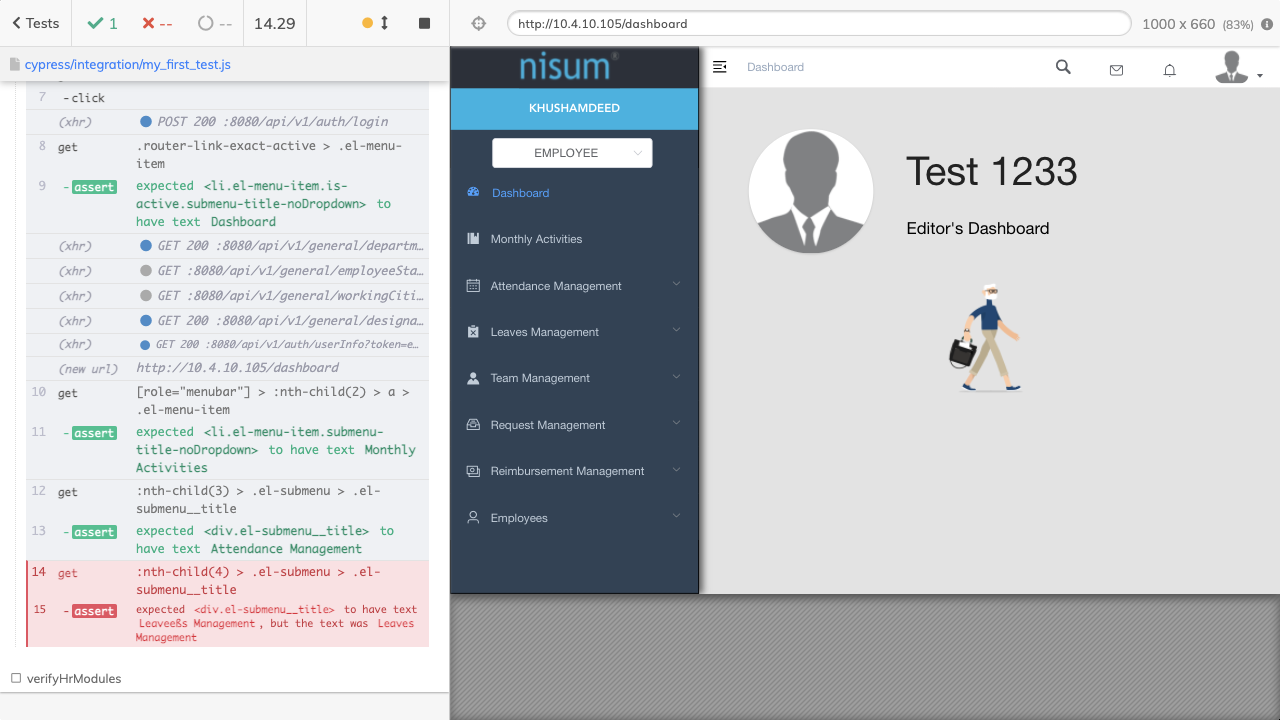 Tests
1
--
--
14.29
http://10.4.10.105/dashboard
1000 x 660 (83%)
cypress/integration/my_first_test.js
7 - click
(xhr) POST 200 :8080/api/v1/auth/login
8 get .router-link-exact-active > .el-menu-
item
9 - assert expected <li.el-menu-item.is-
active.submenu-title-noDropdown> to
have text Dashboard
(xhr) GET 200 :8080/api/v1/general/departm…
(xhr) GET :8080/api/v1/general/employeeSta…
(xhr) GET :8080/api/v1/general/workingCiti…
(xhr) GET 200 :8080/api/v1/general/designa…
(xhr) GET 200 :8080/api/v1/auth/userInfo?token=e…
(new url) http://10.4.10.105/dashboard
10 get [role="menubar"] > :nth-child(2) > a >
.el-menu-item
11 - assert expected <li.el-menu-item.submenu-
title-noDropdown> to have text Monthly
Activities
12 get :nth-child(3) > .el-submenu > .el-
submenu__title
13 - assert expected <div.el-submenu__title> to
have text Attendance Management
14 get :nth-child(4) > .el-submenu > .el-
submenu__title
15 - assert expected <div.el-submenu__title> to have text
Leaveeßs Management, but the text was Leaves
Management
verifyHrModules
nisum®
KHUSHAMDEED
EMPLOYEE
Dashboard
Monthly Activities
Attendance Management
Leaves Management
Team Management
Request Management
Reimbursement Management
Employees
Dashboard
Test 1233
Editor's Dashboard